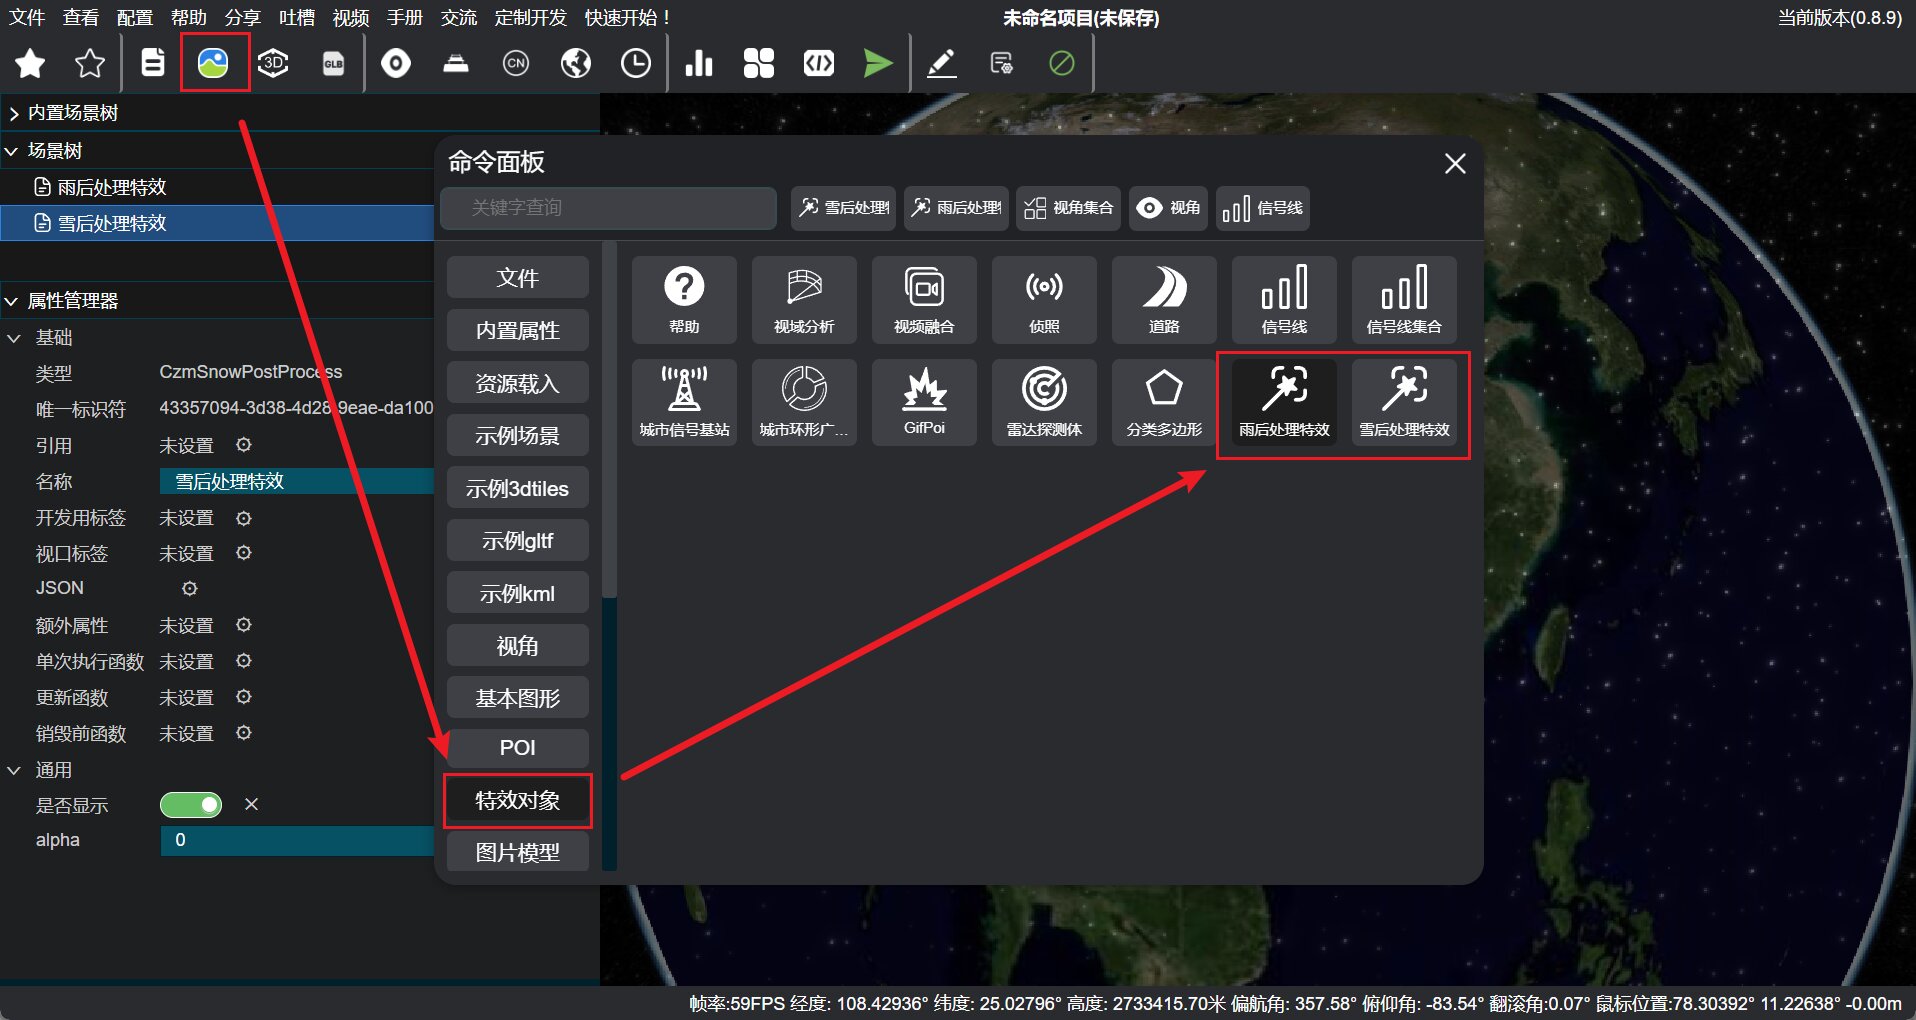 文件 查看 配置 帮助 分享 吐槽 视频 手册 交流 定制开发 快速开始！
未命名项目(未保存)
当前版本(0.8.9)
3D
GLB
CN
内置场景树
场景树
雨后处理特效
雪后处理特效
属性管理器
基础
类型 CzmSnowPostProcess
唯一标识符 43357094-3d38-4d28-9eae-da100
引用 未设置
名称 雪后处理特效
开发用标签 未设置
视口标签 未设置
JSON
额外属性 未设置
单次执行函数 未设置
更新函数 未设置
销毁前函数 未设置
通用
是否显示
alpha 0
命令面板
关键字查询
雪后处理 雨后处理 视角集合 视角 信号线
文件
内置属性
资源载入
示例场景
示例3dtiles
示例gltf
示例kml
视角
基本图形
POI
特效对象
图片模型
帮助 视域分析 视频融合 侦照 道路 信号线 信号线集合
城市信号基站 城市环形广... GifPoi 雷达探测体 分类多边形 雨后处理特效 雪后处理特效
帧率:59FPS 经度: 108.42936° 纬度: 25.02796° 高度: 2733415.70米 偏航角: 357.58° 俯仰角: -83.54° 翻滚角:0.07° 鼠标位置:78.30392° 11.22638° -0.00m